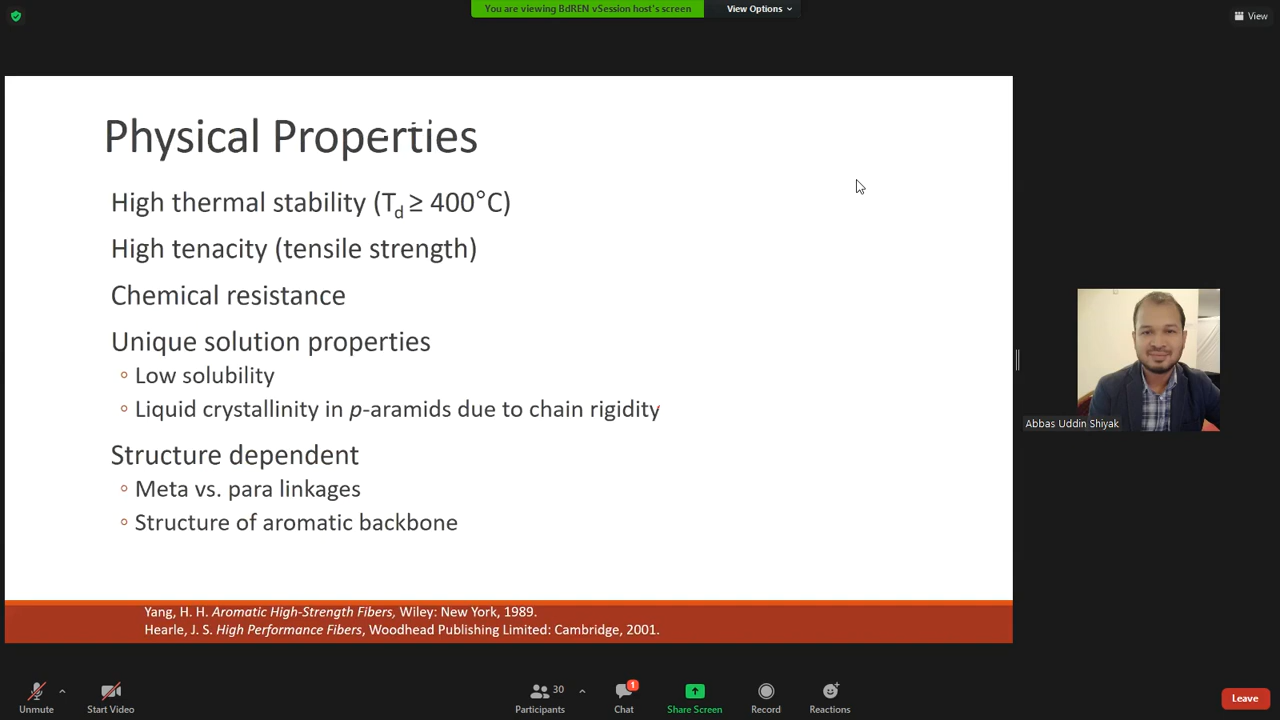 You are viewing BdREN vSession host's screen
View Options
View
Physical Properties
High thermal stability (Td ≥ 400°C)
High tenacity (tensile strength)
Chemical resistance
Unique solution properties
◦ Low solubility
◦ Liquid crystallinity in p-aramids due to chain rigidity
Structure dependent
◦ Meta vs. para linkages
◦ Structure of aromatic backbone
Yang, H. H. Aromatic High-Strength Fibers, Wiley: New York, 1989.
Hearle, J. S. High Performance Fibers, Woodhead Publishing Limited: Cambridge, 2001.
Abbas Uddin Shiyak
Unmute
Start Video
30
Participants
1
Chat
Share Screen
Record
Reactions
Leave